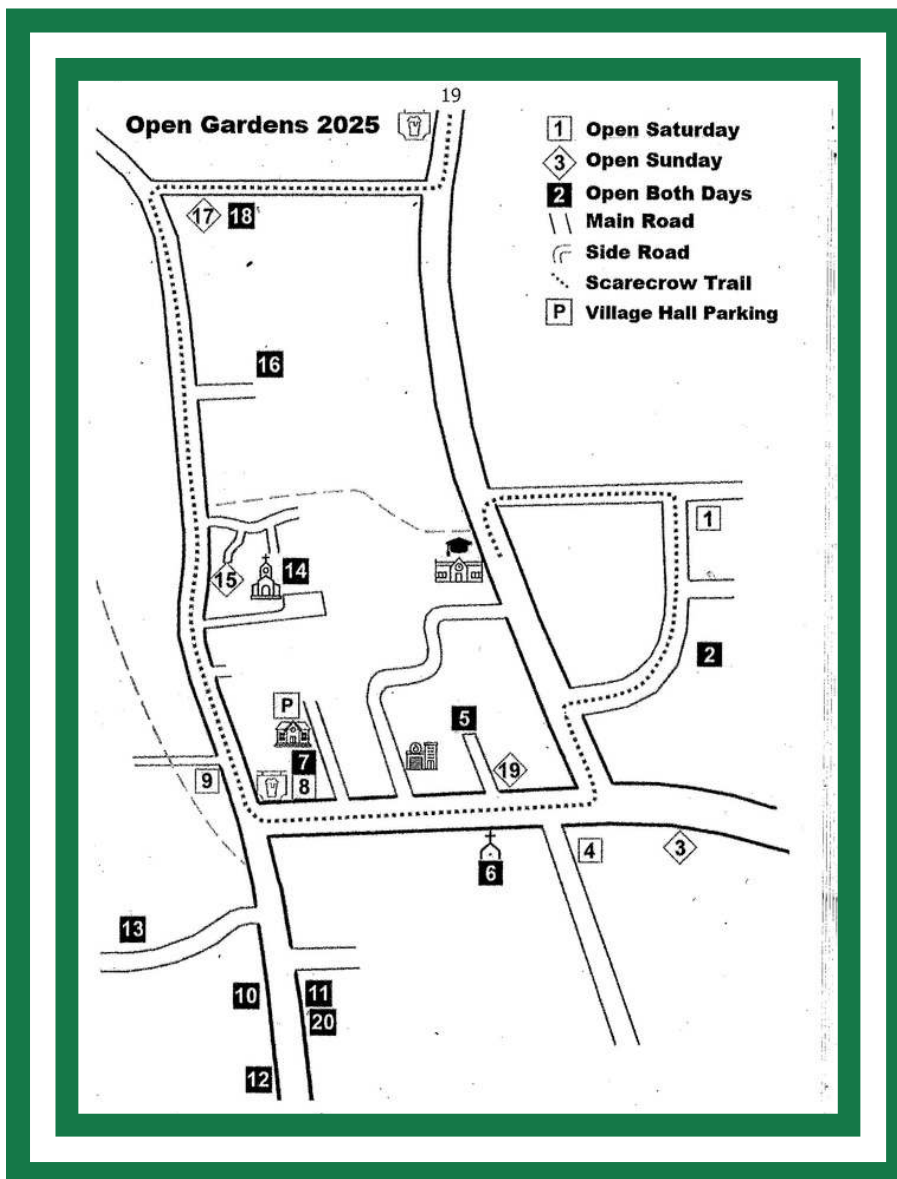 19
Open Gardens 2025
1 Open Saturday
3 Open Sunday
2 Open Both Days
Main Road
Side Road
Scarecrow Trail
P Village Hall Parking
17 18
16
1
15 14
2
P
5
7
19
9
8
4
3
6
13
10
11
20
12